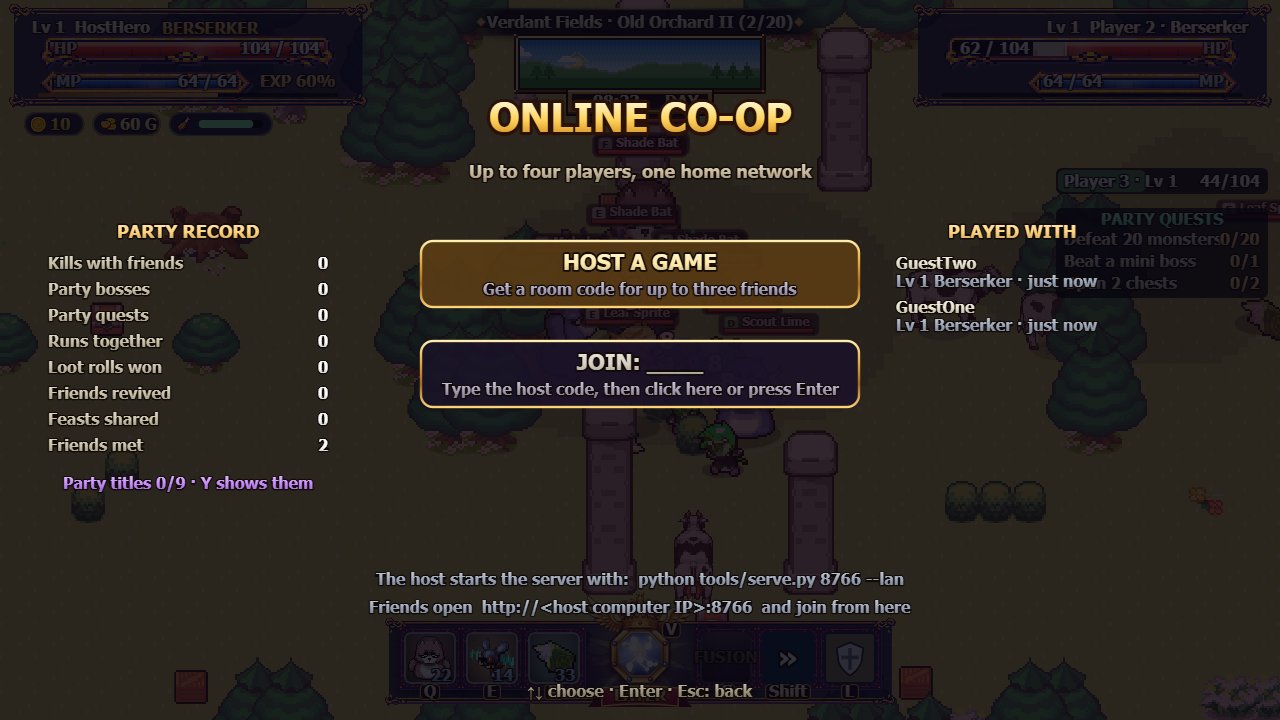 Lv 1 HostHero BERSERKER
HP 104 / 104
MP 64 / 64 EXP 60%
10 60 G
Verdant Fields · Old Orchard II (2/20)
Lv 1 Player 2 · Berserker
62 / 104 HP
64 / 64 MP
ONLINE CO-OP
E Shade Bat
Up to four players, one home network
Player 3 · Lv 1 44/104
E Shade Bat
PARTY QUESTS
Defeat 20 monsters 0/20
Beat a mini boss 0/1
2 chests 0/2
PARTY RECORD
Kills with friends 0
Party bosses 0
Party quests 0
Runs together 0
Loot rolls won 0
Friends revived 0
Feasts shared 0
Friends met 2
Party titles 0/9 · Y shows them
HOST A GAME
Get a room code for up to three friends
E Leaf Sprite
D Scout Lime
JOIN: ____
Type the host code, then click here or press Enter
PLAYED WITH
GuestTwo
Lv 1 Berserker · just now
GuestOne
Lv 1 Berserker · just now
The host starts the server with: python tools/serve.py 8766 --lan
Friends open http://<host computer IP>:8766 and join from here
V
22 14 33 FUSION »
Q E Shift L
↑↓ choose · Enter · Esc: back